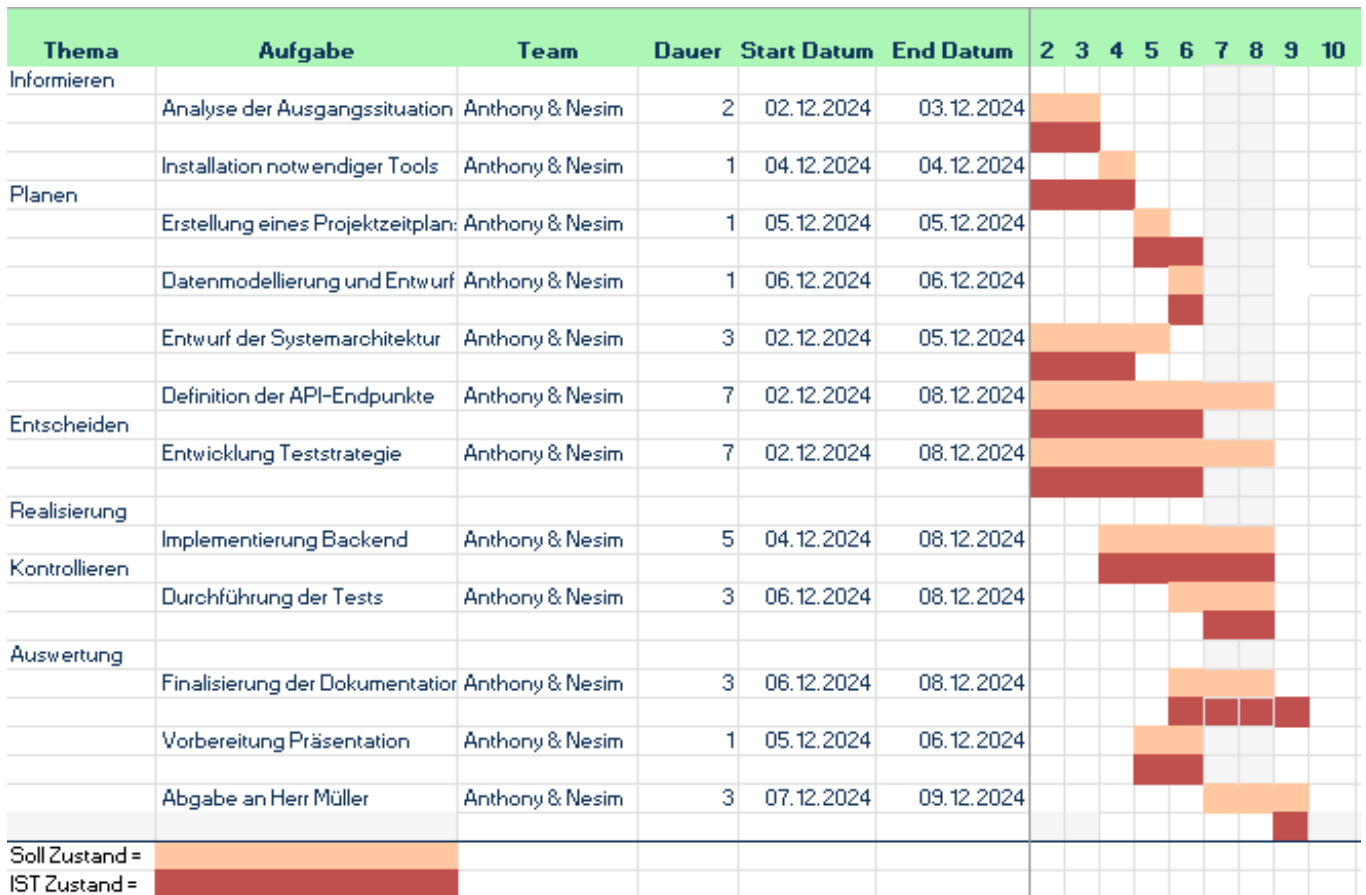 Thema Aufgabe Team Dauer Start Datum End Datum 2 3 4 5 6 7 8 9 10
Informieren
Analyse der Ausgangssituation Anthony & Nesim 2 02.12.2024 03.12.2024
Installation notwendiger Tools Anthony & Nesim 1 04.12.2024 04.12.2024
Planen
Erstellung eines Projektzeitplan: Anthony & Nesim 1 05.12.2024 05.12.2024
Datenmodellierung und Entwurf Anthony & Nesim 1 06.12.2024 06.12.2024
Entwurf der Systemarchitektur Anthony & Nesim 3 02.12.2024 05.12.2024
Definition der API-Endpunkte Anthony & Nesim 7 02.12.2024 08.12.2024
Entscheiden
Entwicklung Teststrategie Anthony & Nesim 7 02.12.2024 08.12.2024
Realisierung
Implementierung Backend Anthony & Nesim 5 04.12.2024 08.12.2024
Kontrollieren
Durchführung der Tests Anthony & Nesim 3 06.12.2024 08.12.2024
Auswertung
Finalisierung der Dokumentation Anthony & Nesim 3 06.12.2024 08.12.2024
Vorbereitung Präsentation Anthony & Nesim 1 05.12.2024 06.12.2024
Abgabe an Herr Müller Anthony & Nesim 3 07.12.2024 09.12.2024
Soll Zustand =
IST Zustand =